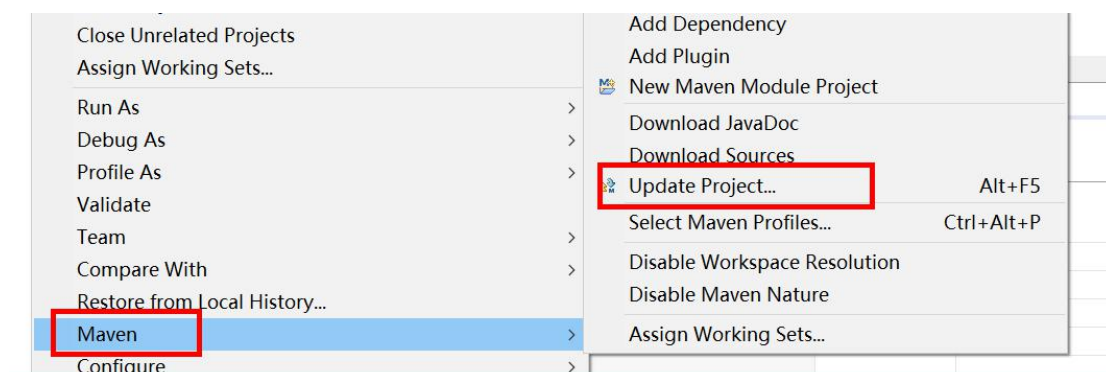 Close Unrelated Projects
Assign Working Sets...
Run As
Debug As
Profile As
Validate
Team
Compare With
Restore from Local History...
Maven
Configure
Add Dependency
Add Plugin
New Maven Module Project
Download JavaDoc
Download Sources
Update Project... Alt+F5
Select Maven Profiles... Ctrl+Alt+P
Disable Workspace Resolution
Disable Maven Nature
Assign Working Sets...